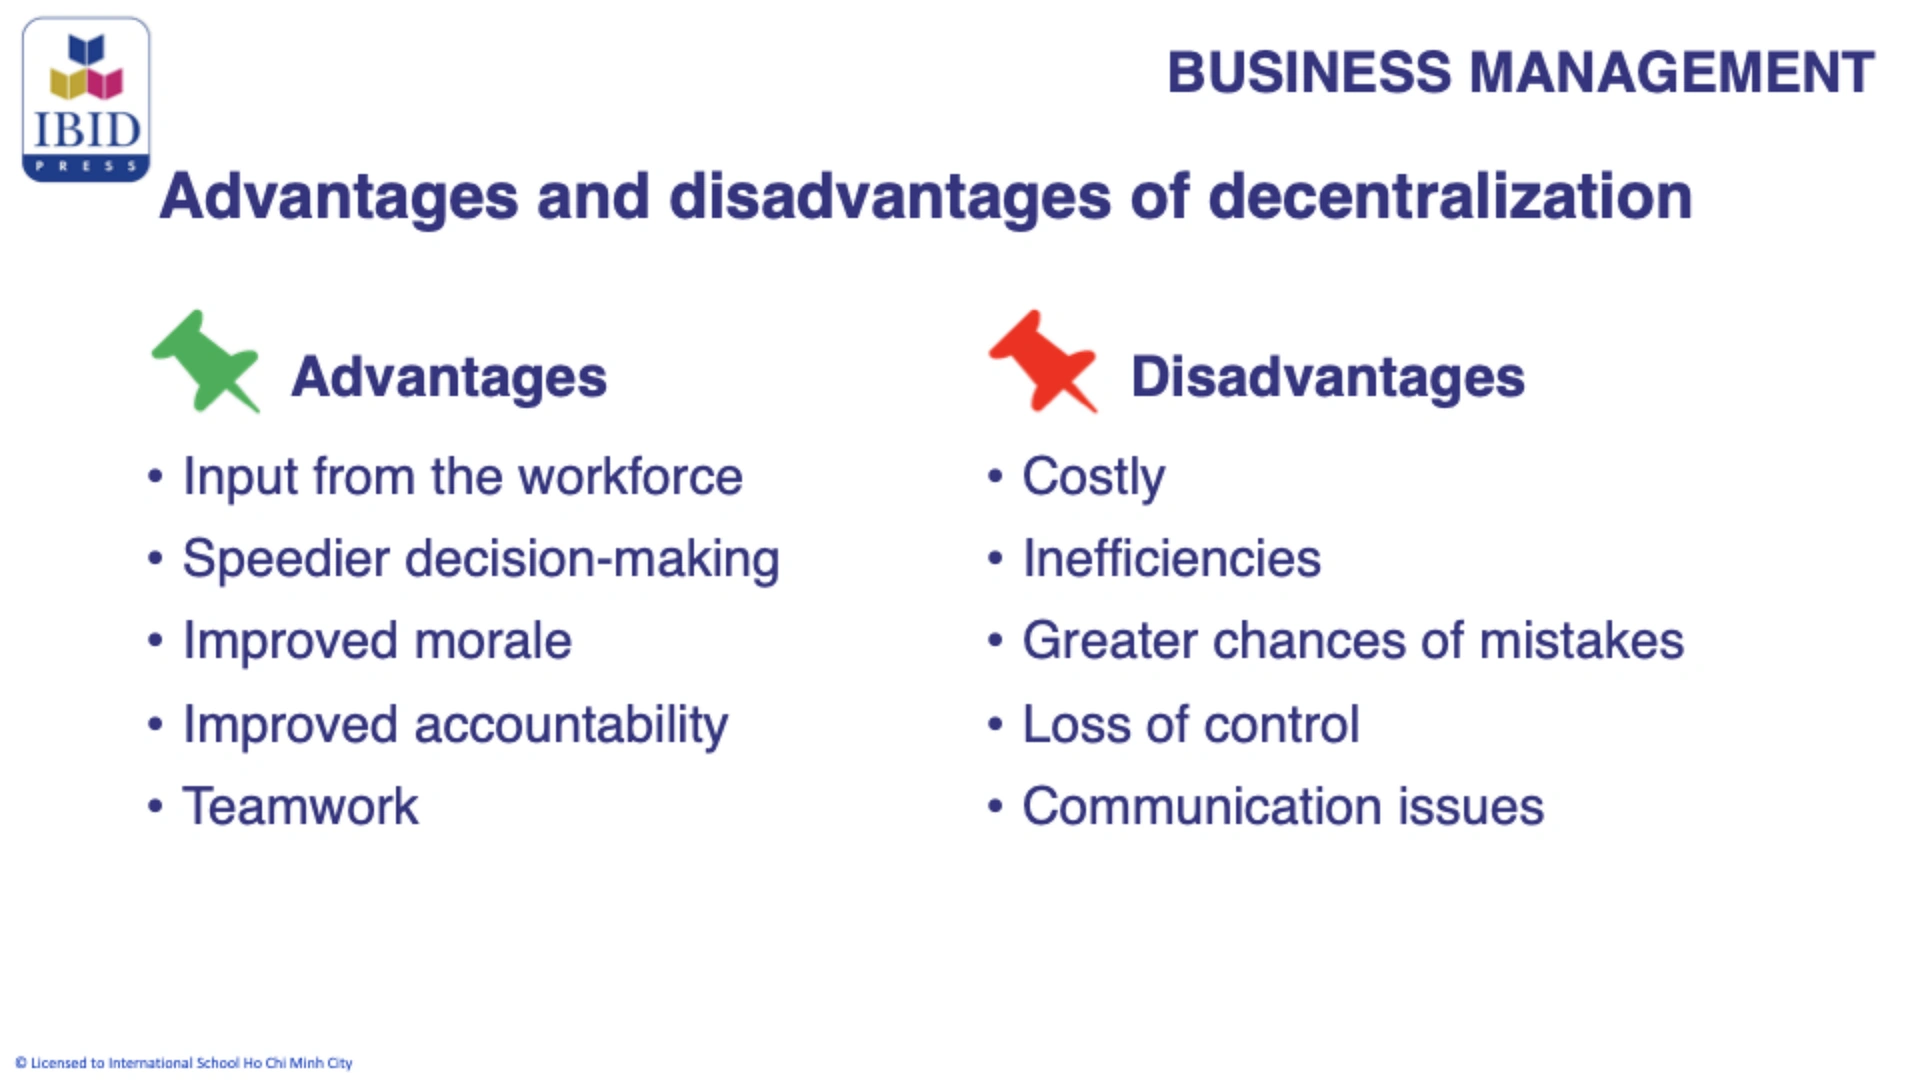 IBID
PRESS
BUSINESS MANAGEMENT
Advantages and disadvantages of decentralization
Advantages
• Input from the workforce
• Speedier decision-making
• Improved morale
• Improved accountability
• Teamwork
Disadvantages
• Costly
• Inefficiencies
• Greater chances of mistakes
• Loss of control
• Communication issues
© Licensed to International School Ho Chi Minh City